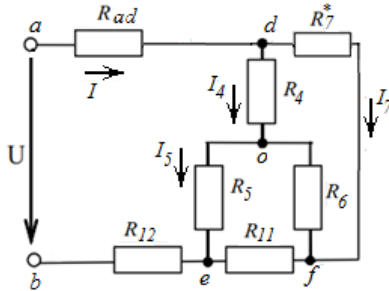 a R_ad d R_7^*
I I_4 R_4 I_7
U I_5 o
R_5 R_6
R_12 R_11
b e f